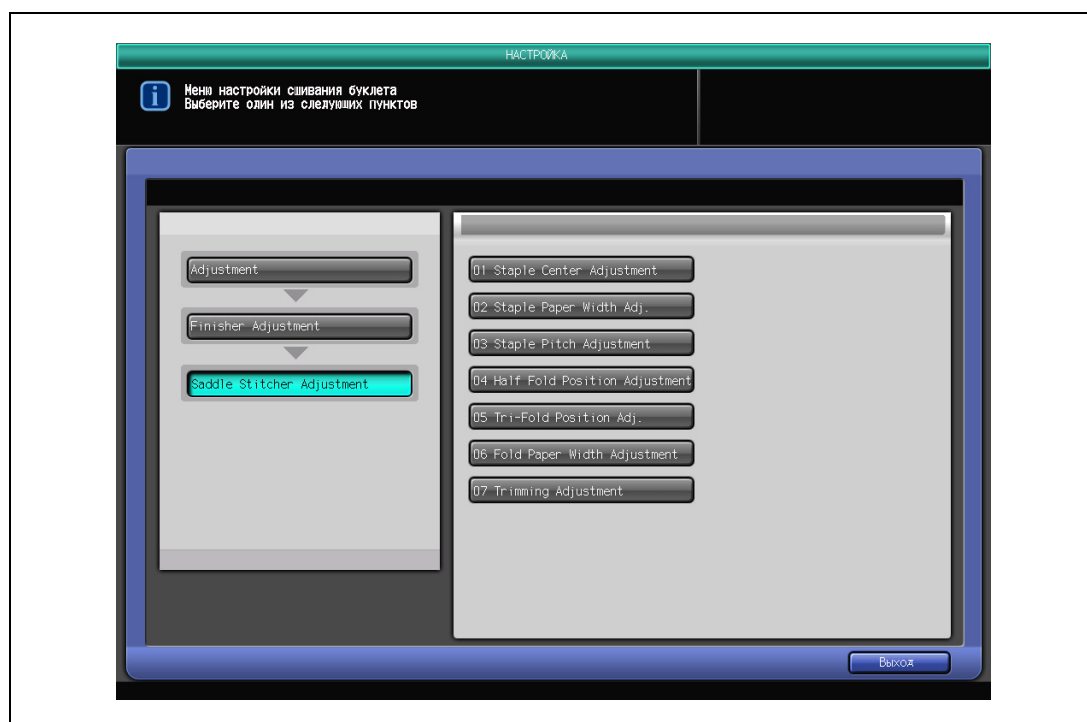 НАСТРОЙКА
Меню настройки сшивания буклета
Выберите один из следующих пунктов
Adjustment
Finisher Adjustment
Saddle Stitcher Adjustment
01 Staple Center Adjustment
02 Staple Paper Width Adj.
03 Staple Pitch Adjustment
04 Half Fold Position Adjustment
05 Tri-Fold Position Adj.
06 Fold Paper Width Adjustment
07 Trimming Adjustment
Выход